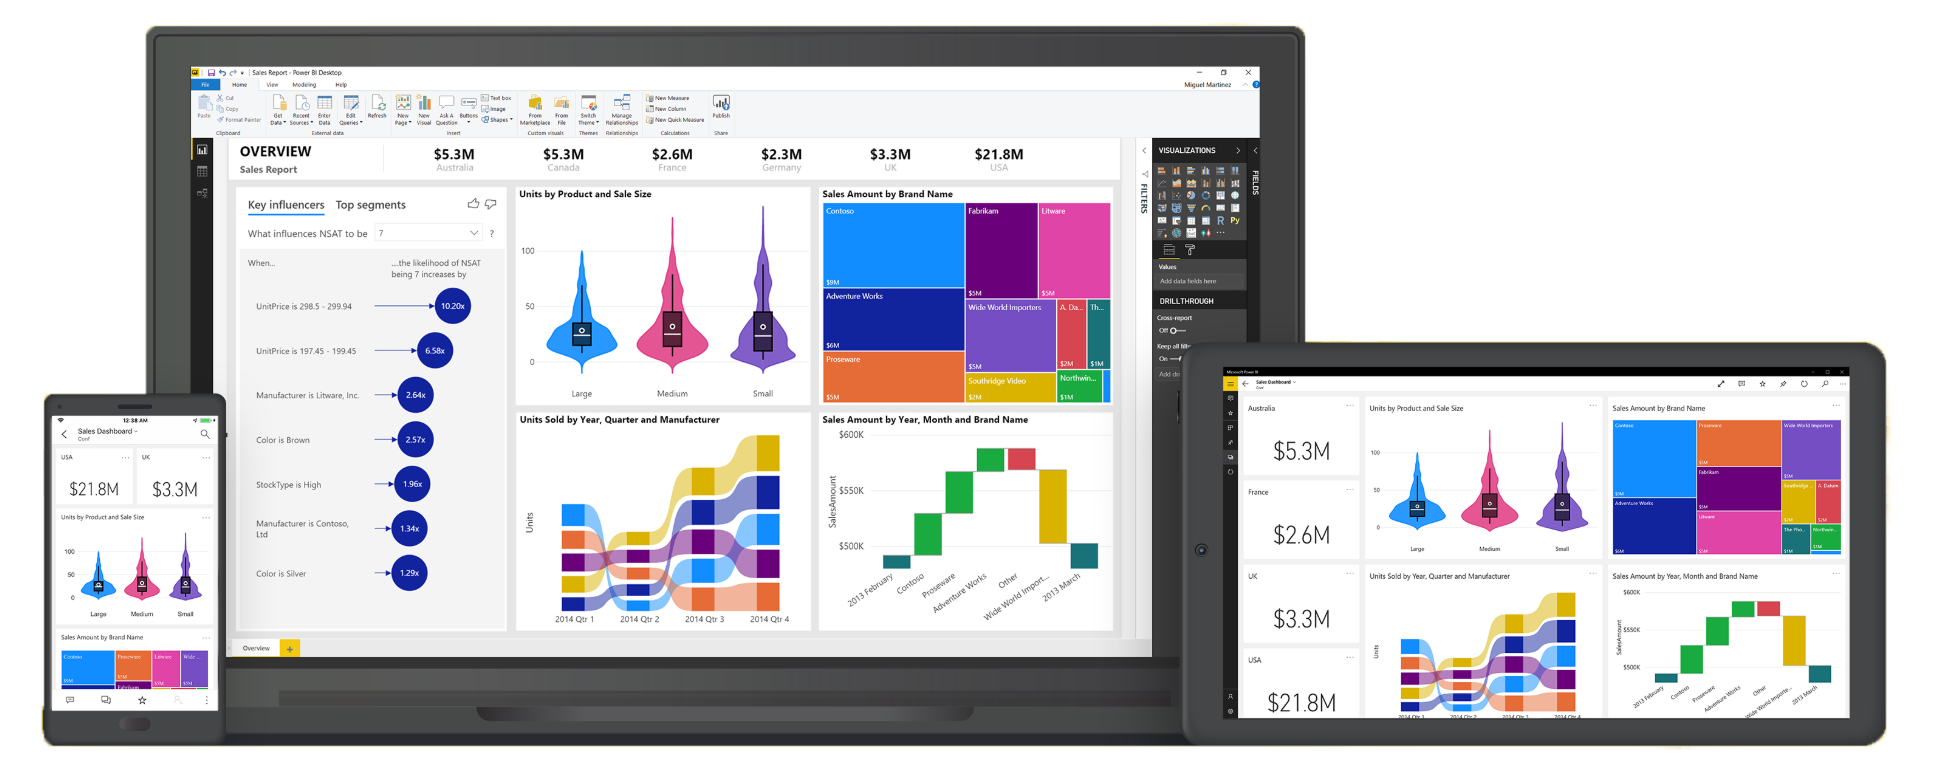 Sales Report - Power BI Desktop
Miguel Martinez
File Home View Modeling Help
Paste
Cut
Copy
Format Painter
Clipboard
Get Data
Recent Sources
Enter Data
Edit Queries
Refresh
External data
New Page
New Visual
Ask A Question
Buttons
Text box
Image
Shapes
Insert
From Marketplace
From File
Custom visuals
Switch Theme
Themes
Manage Relationships
Relationships
New Measure
New Column
New Quick Measure
Calculations
Publish
Share
OVERVIEW
Sales Report
$5.3M
Australia
$5.3M
Canada
$2.6M
France
$2.3M
Germany
$3.3M
UK
$21.8M
USA
Key influencers Top segments
What influences NSAT to be 7 ?
When...
....the likelihood of NSAT
being 7 increases by
UnitPrice is 298.5 - 299.94 10.20x
UnitPrice is 197.45 - 199.45 6.58x
Manufacturer is Litware, Inc. 2.64x
Color is Brown 2.57x
StockType is High 1.96x
Manufacturer is Contoso,
Ltd 1.34x
Color is Silver 1.29x
Units by Product and Sale Size
100
50
0
Large Medium Small
Sales Amount by Brand Name
Contoso
$9M
Adventure Works
$6M
Proseware
$5M
Fabrikam
$5M
Litware
$5M
Wide World Importers
$5M
A. Da...
$2M
Th...
$1M
Southridge Video
$2M
Northwin...
$1M
Units Sold by Year, Quarter and Manufacturer
Units
2014 Qtr 1 2014 Qtr 2 2014 Qtr 3 2014 Qtr 4
Sales Amount by Year, Month and Brand Name
$600K
$550K
$500K
SalesAmount
2013 February
Contoso
Proseware
Adventure Works
Other
Wide World Import...
2013 March
Overview +
FILTERS
VISUALIZATIONS
FIELDS
R Py
Values
Add data fields here
DRILLTHROUGH
Cross-report
Off
Keep all filt
On
Add dri
12:38 AM
Sales Dashboard
Conf
USA
$21.8M
UK
$3.3M
Units by Product and Sale Size
100
50
0
Large Medium Small
Sales Amount by Brand Name
Contoso
$9M
Proseware
$5M
Litware
$5M
Wide ...
$5M
Fabrikam
Microsoft Power BI
Sales Dashboard
Conf
Australia
$5.3M
France
$2.6M
UK
$3.3M
USA
$21.8M
Units by Product and Sale Size
100
50
0
Large Medium Small
Sales Amount by Brand Name
Contoso
$9M
Adventure Works
$6M
Proseware
$5M
Fabrikam
$5M
Litware
$5M
Wide World Importers
$5M
Southridge ...
$2M
A. Datum
$2M
The Pho...
$1M
Northwin...
$1M
Units Sold by Year, Quarter and Manufacturer
Units
2014 Qtr 1 2014 Qtr 2 2014 Qtr 3 2014 Qtr 4
Sales Amount by Year, Month and Brand Name
$600K
$550K
$500K
SalesAmount
2013 February
Contoso
Proseware
Adventure Works
Other
Wide World Importe...
2013 March